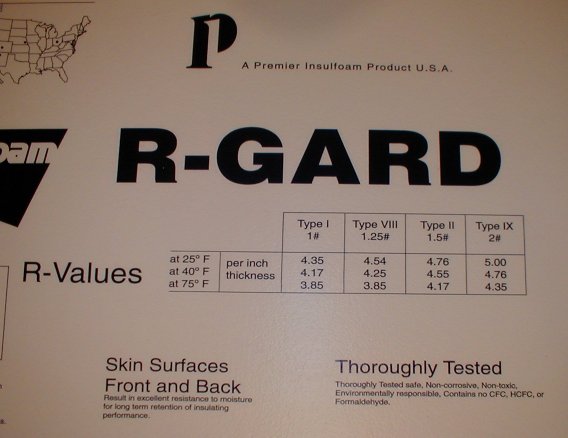 P
A Premier Insulfoam Product U.S.A.
oam
R-GARD
Type I Type VIII Type II Type IX
1# 1.25# 1.5# 2#
R-Values
at 25° F per inch 4.35 4.54 4.76 5.00
at 40° F thickness 4.17 4.25 4.55 4.76
at 75° F 3.85 3.85 4.17 4.35
Skin Surfaces
Front and Back
Result in excellent resistance to moisture
for long term retention of insulating
performance.
Thoroughly Tested
Thoroughly Tested safe, Non-corrosive, Non-toxic,
Environmentally responsible, Contains no CFC, HCFC, or
Formaldehyde.